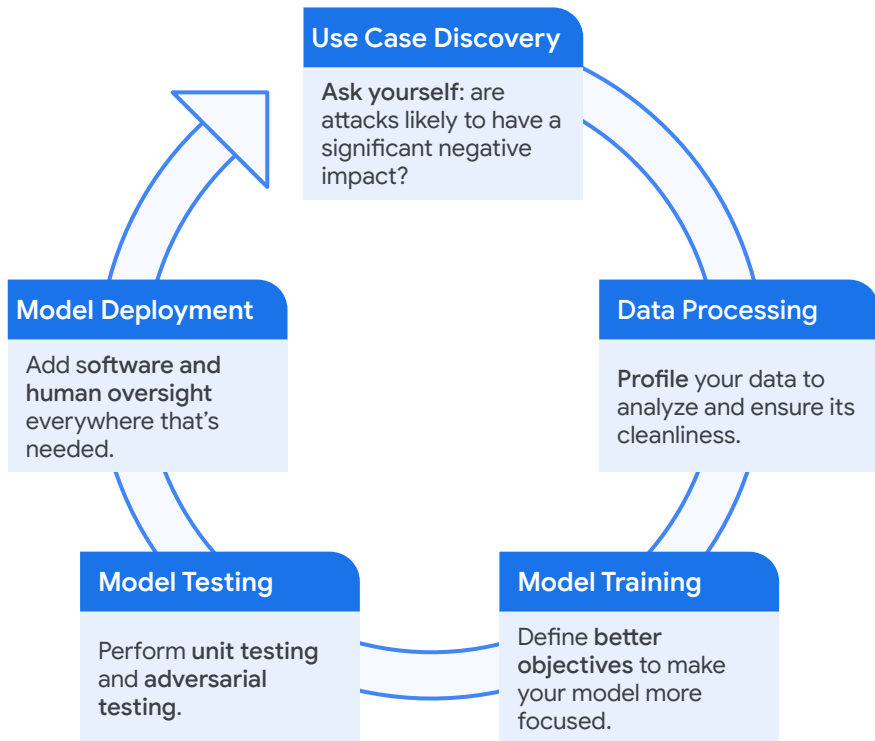 Use Case Discovery
Ask yourself: are
attacks likely to have a
significant negative
impact?
Data Processing
Profile your data to
analyze and ensure its
cleanliness.
Model Training
Define better
objectives to make
your model more
focused.
Model Testing
Perform unit testing
and adversarial
testing.
Model Deployment
Add software and
human oversight
everywhere that’s
needed.